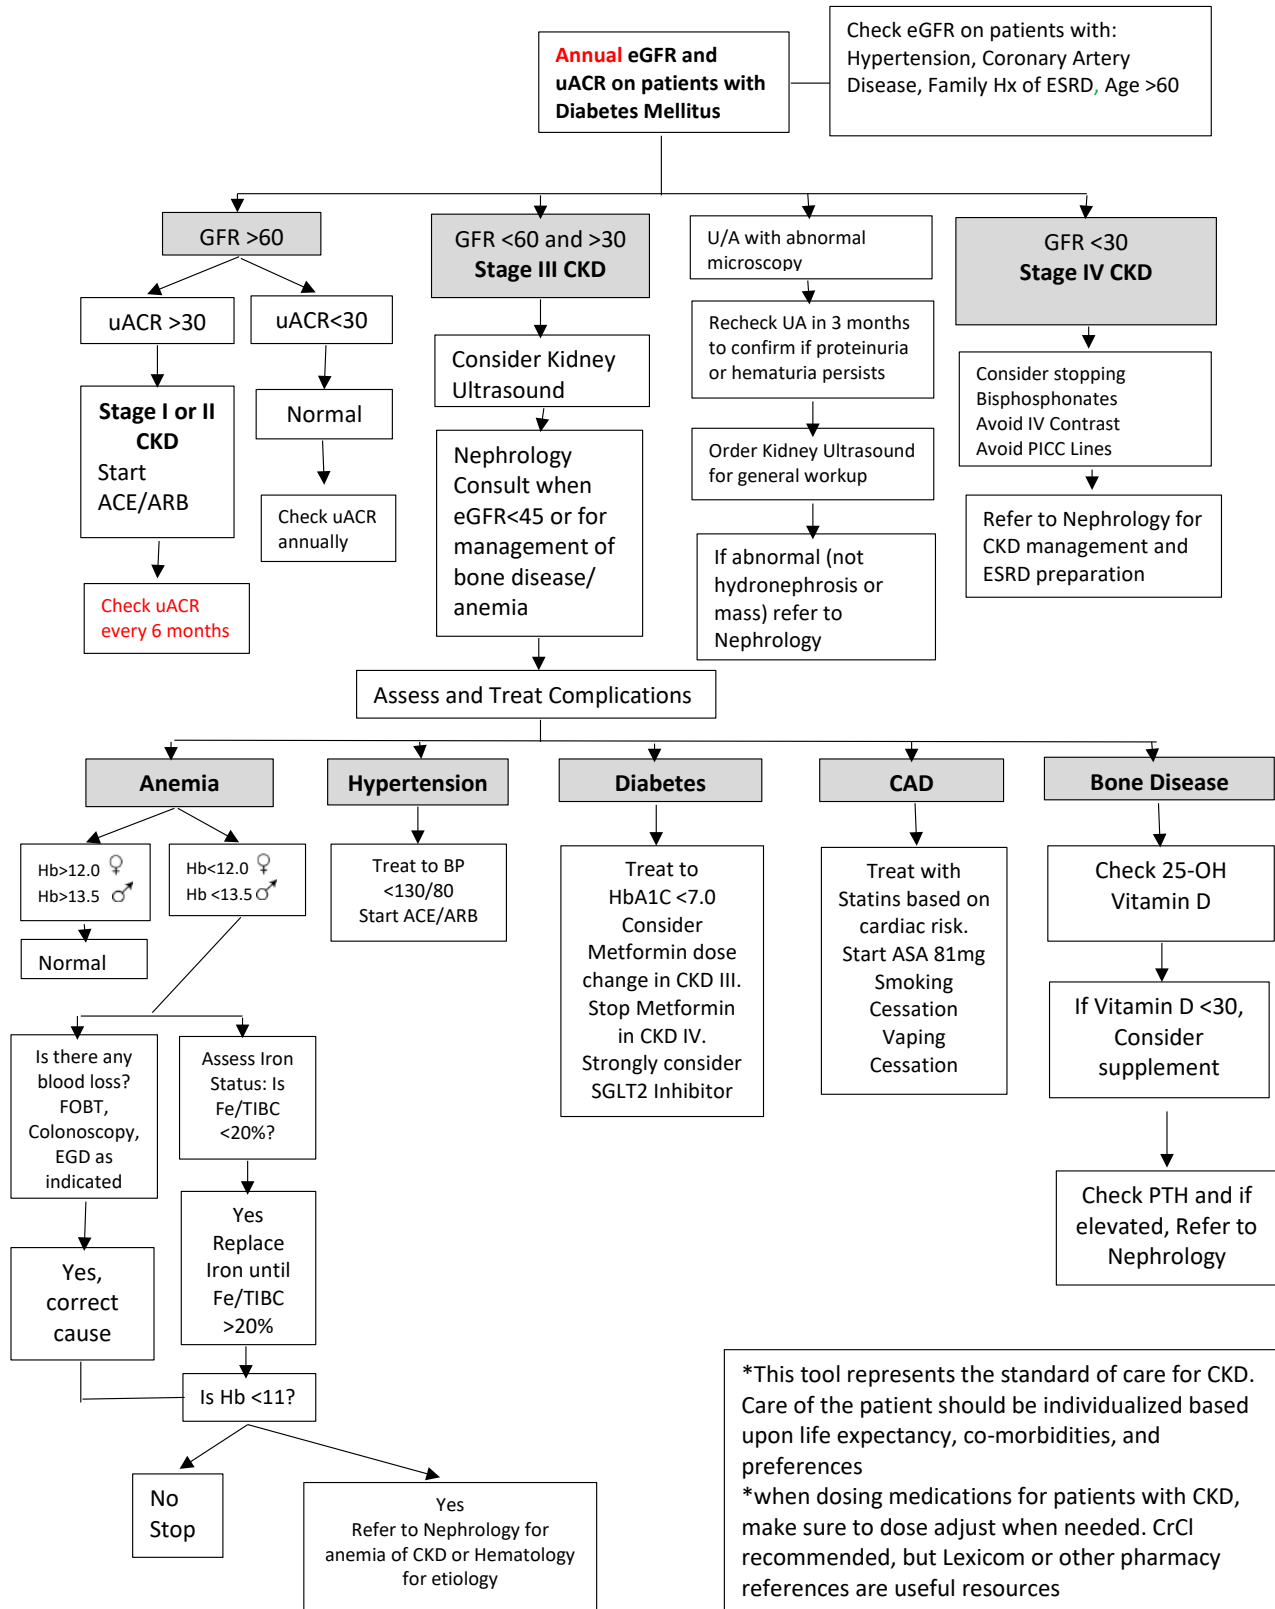 Annual eGFR and
uACR on patients with
Diabetes Mellitus
Check eGFR on patients with:
Hypertension, Coronary Artery
Disease, Family Hx of ESRD, Age >60
GFR >60
uACR >30
uACR<30
Stage I or II
CKD
Start
ACE/ARB
Normal
Check uACR
annually
Check uACR
every 6 months
GFR <60 and >30
Stage III CKD
Consider Kidney
Ultrasound
Nephrology
Consult when
eGFR<45 or for
management of
bone disease/
anemia
U/A with abnormal
microscopy
Recheck UA in 3 months
to confirm if proteinuria
or hematuria persists
Order Kidney Ultrasound
for general workup
If abnormal (not
hydronephrosis or
mass) refer to
Nephrology
GFR <30
Stage IV CKD
Consider stopping
Bisphosphonates
Avoid IV Contrast
Avoid PICC Lines
Refer to Nephrology for
CKD management and
ESRD preparation
Assess and Treat Complications
Anemia
Hb>12.0 ♀
Hb>13.5 ♂
Normal
Hb<12.0 ♀
Hb <13.5 ♂
Is there any
blood loss?
FOBT,
Colonoscopy,
EGD as
indicated
Yes,
correct
cause
Assess Iron
Status: Is
Fe/TIBC
<20%?
Yes
Replace
Iron until
Fe/TIBC
>20%
Is Hb <11?
No
Stop
Yes
Refer to Nephrology for
anemia of CKD or Hematology
for etiology
Hypertension
Treat to BP
<130/80
Start ACE/ARB
Diabetes
Treat to
HbA1C <7.0
Consider
Metformin dose
change in CKD III.
Stop Metformin
in CKD IV.
Strongly consider
SGLT2 Inhibitor
CAD
Treat with
Statins based on
cardiac risk.
Start ASA 81mg
Smoking
Cessation
Vaping
Cessation
Bone Disease
Check 25-OH
Vitamin D
If Vitamin D <30,
Consider
supplement
Check PTH and if
elevated, Refer to
Nephrology
*This tool represents the standard of care for CKD.
Care of the patient should be individualized based
upon life expectancy, co-morbidities, and
preferences
*when dosing medications for patients with CKD,
make sure to dose adjust when needed. CrCl
recommended, but Lexicom or other pharmacy
references are useful resources